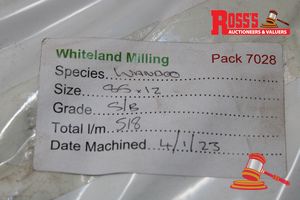 ROSS'S
AUCTIONEERS & VALUERS
Whiteland Milling Pack 7028
Species WANDOO
Size 85 x 12
Grade S/B
Total l/m 518
Date Machined 4/1/23